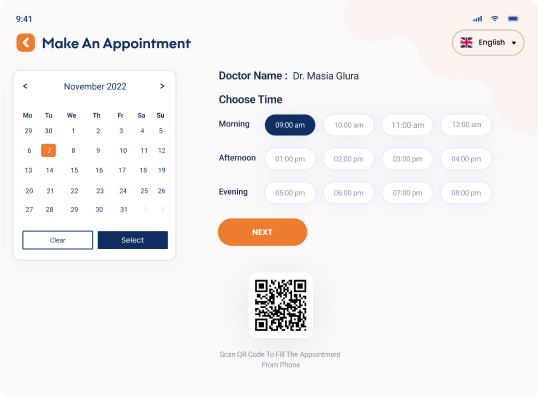 9:41
Make An Appointment
English
November 2022
Mo Tu We Th Fr Sa Su
29 30 1 2 3 4 5
6 7 8 9 10 11 12
13 14 15 16 17 18 19
20 21 22 23 24 25 26
27 28 29 30 31 1 2
Clear Select
Doctor Name : Dr. Masia Glura
Choose Time
Morning 09:00 am 10:00 am 11:00 am 12:00 am
Afternoon 01:00 pm 02:00 pm 03:00 pm 04:00 pm
Evening 05:00 pm 06:00 pm 07:00 pm 08:00 pm
NEXT
Scan QR Code To Fill The Appointment
From Phone